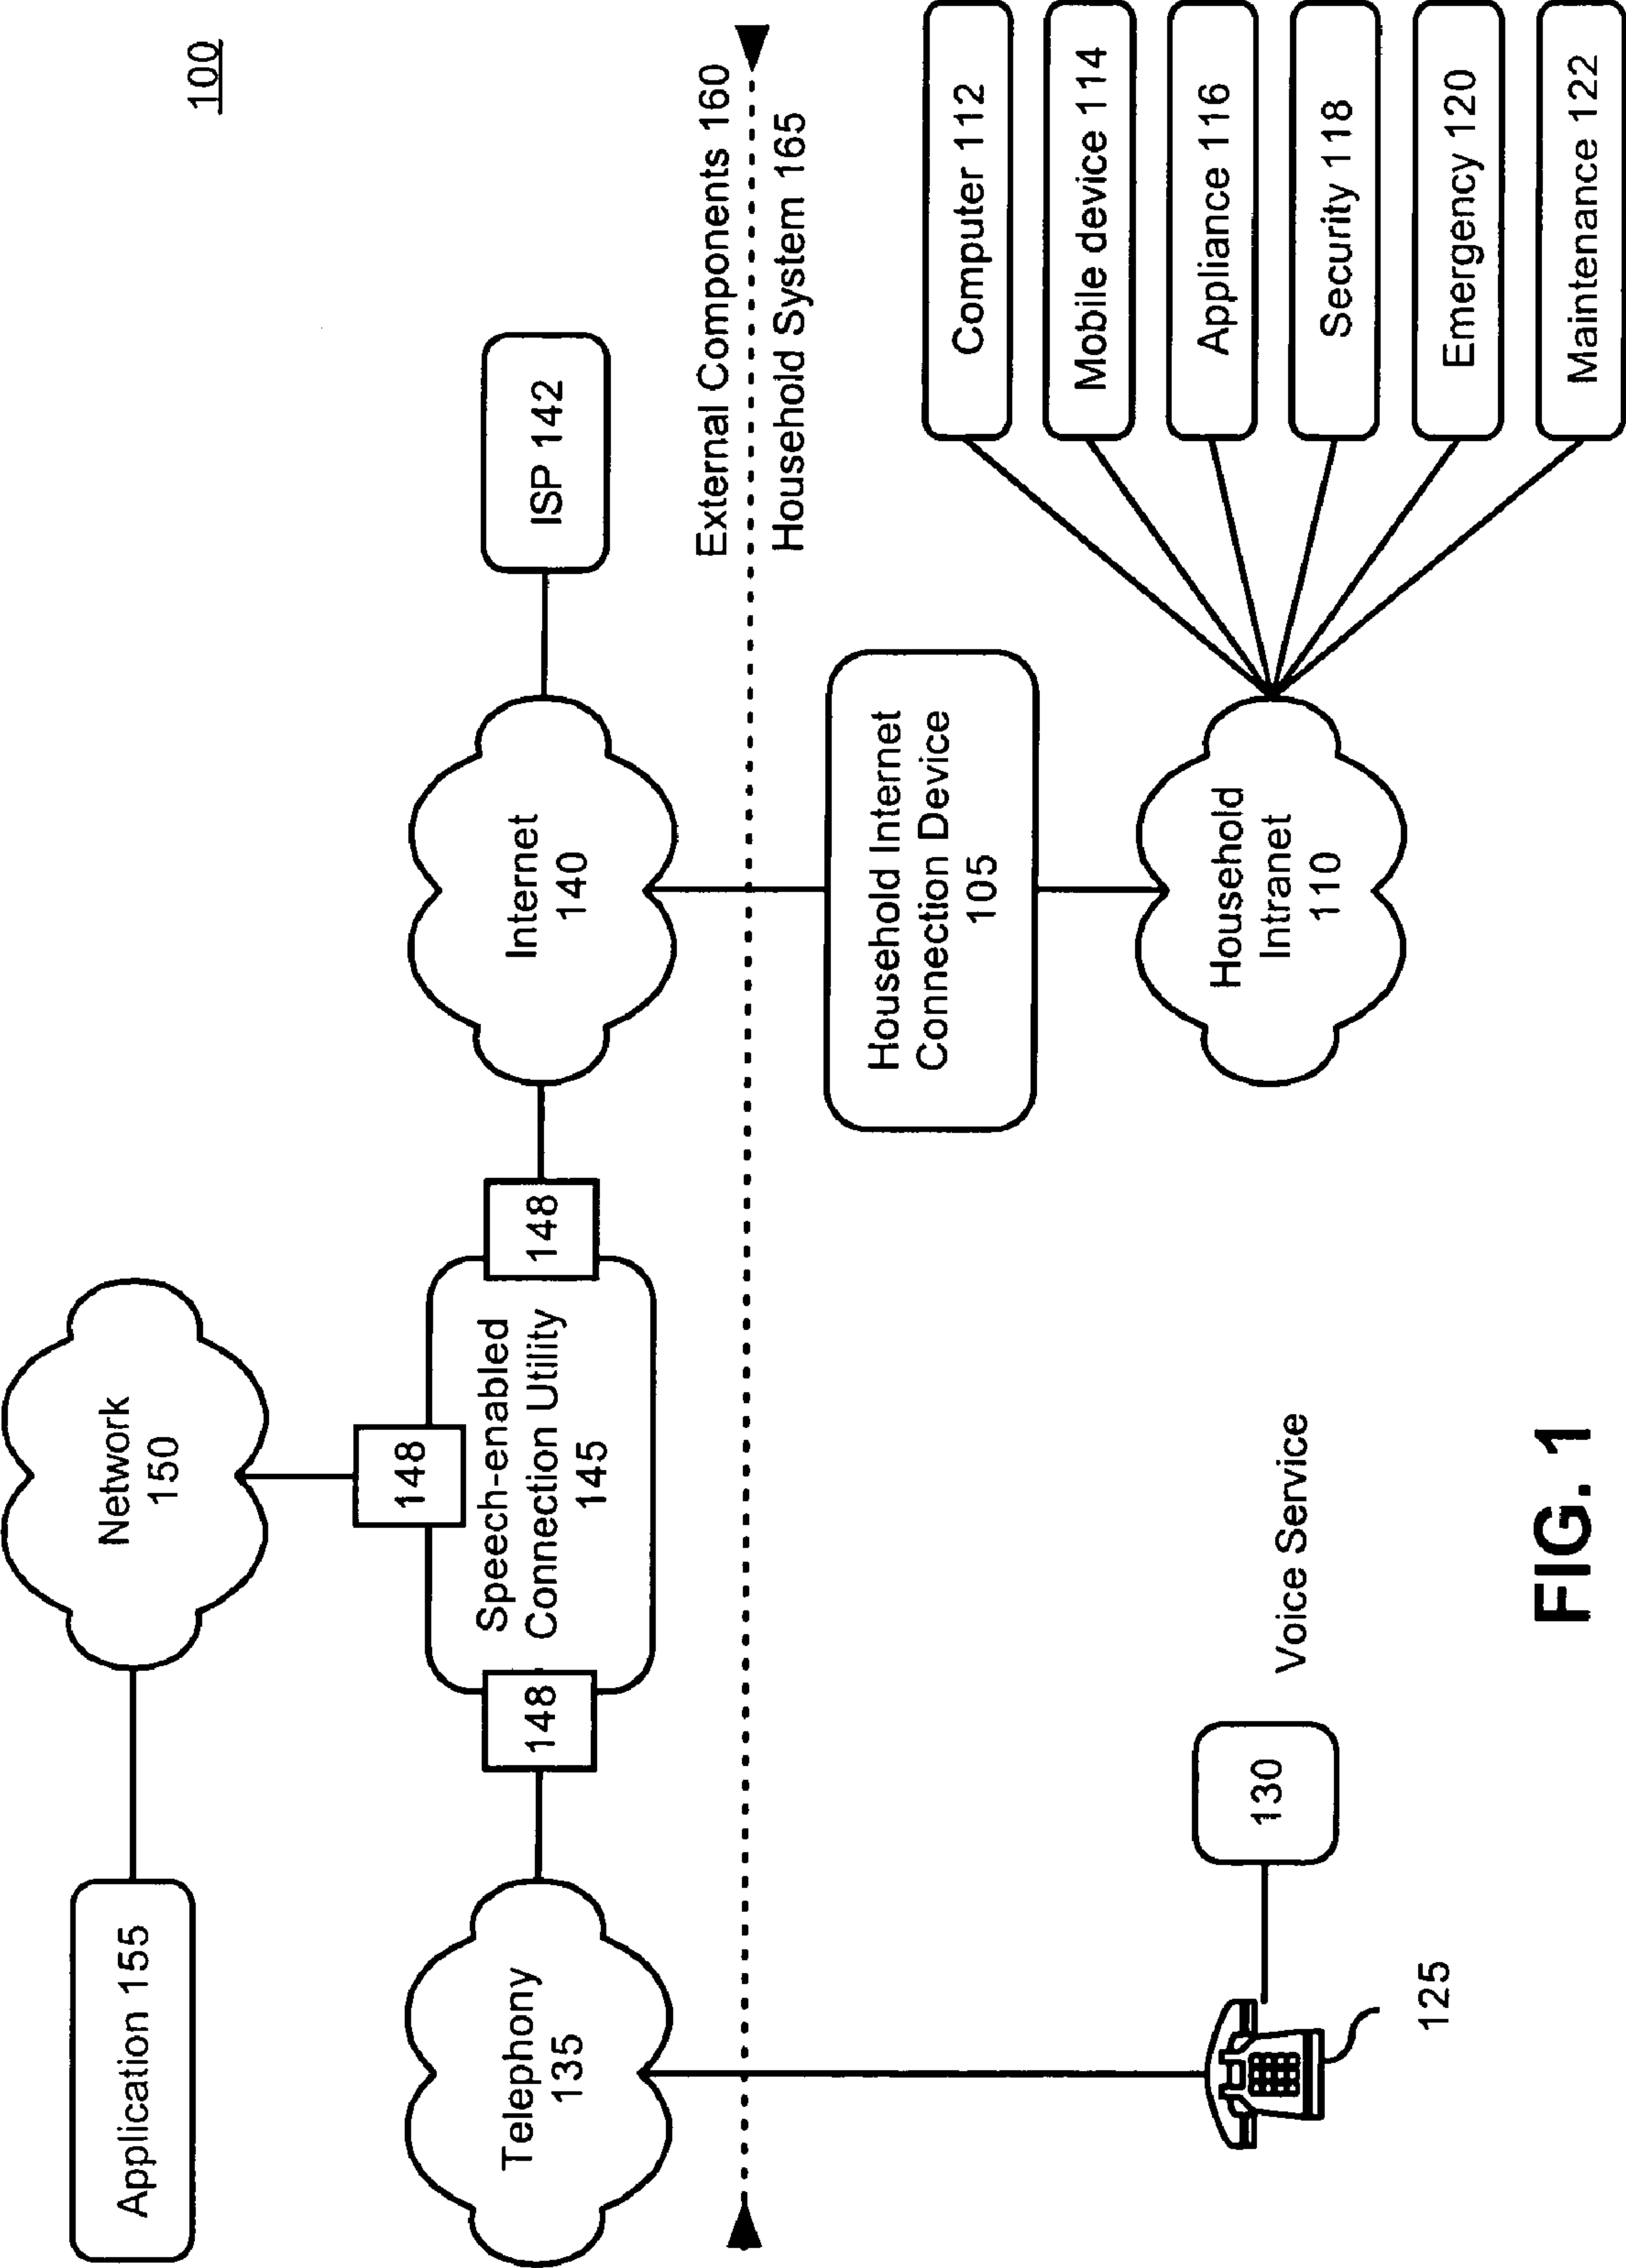 100
Application 155
Network
150
Telephony
135
148
148
148
Speech-enabled
Connection Utility
145
Internet
140
ISP 142
External Components 160
Household System 165
Household Internet
Connection Device
105
Household
Intranet
110
Computer 112
Mobile device 114
Appliance 116
Security 118
Emergency 120
Maintenance 122
130
Voice Service
125
FIG. 1